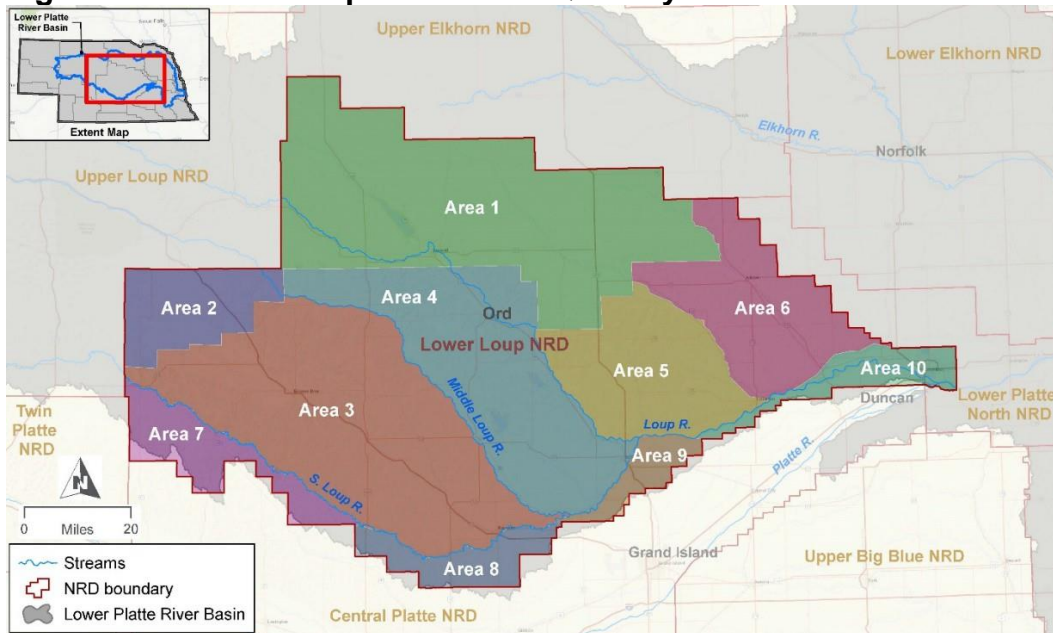 Lower Platte
River Basin
Extent Map
Upper Elkhorn NRD
Lower Elkhorn NRD
Elkhorn R.
Norfolk
Upper Loup NRD
Area 1
Area 2
Area 4
Ord
Lower Loup NRD
Area 6
Area 5
Area 10
Duncan
Lower Platte
North NRD
Area 3
Middle Loup R.
Loup R.
Platte R.
Twin
Platte
NRD
Area 7
S. Loup R.
Area 9
Area 8
Grand Island
Upper Big Blue NRD
Central Platte NRD
N
0 Miles 20
Streams
NRD boundary
Lower Platte River Basin